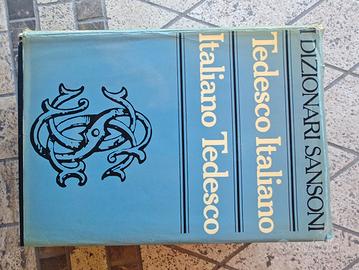 I DIZIONARI SANSONI
Tedesco Italiano
Italiano Tedesco